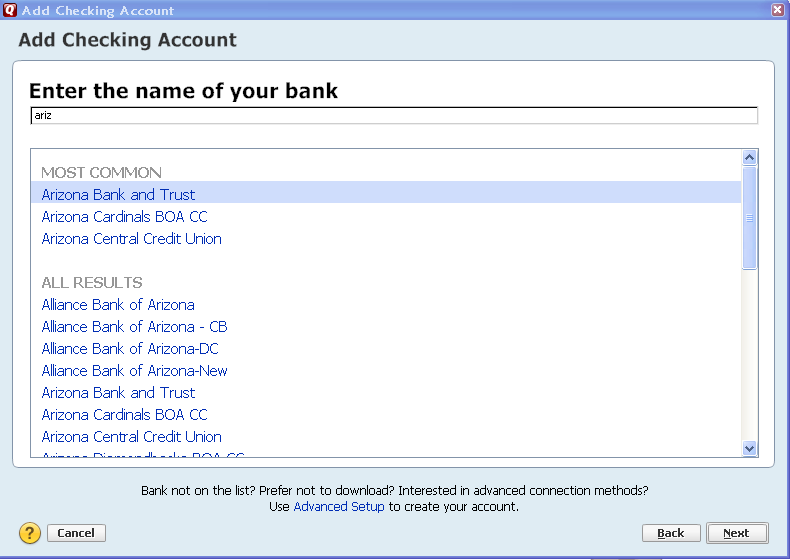 Add Checking Account
Add Checking Account
Enter the name of your bank
ariz
MOST COMMON
Arizona Bank and Trust
Arizona Cardinals BOA CC
Arizona Central Credit Union
ALL RESULTS
Alliance Bank of Arizona
Alliance Bank of Arizona - CB
Alliance Bank of Arizona-DC
Alliance Bank of Arizona-New
Arizona Bank and Trust
Arizona Cardinals BOA CC
Arizona Central Credit Union
Arizona Diamondbacks BOA CC
Bank not on the list? Prefer not to download? Interested in advanced connection methods?
Use Advanced Setup to create your account.
? Cancel Back Next